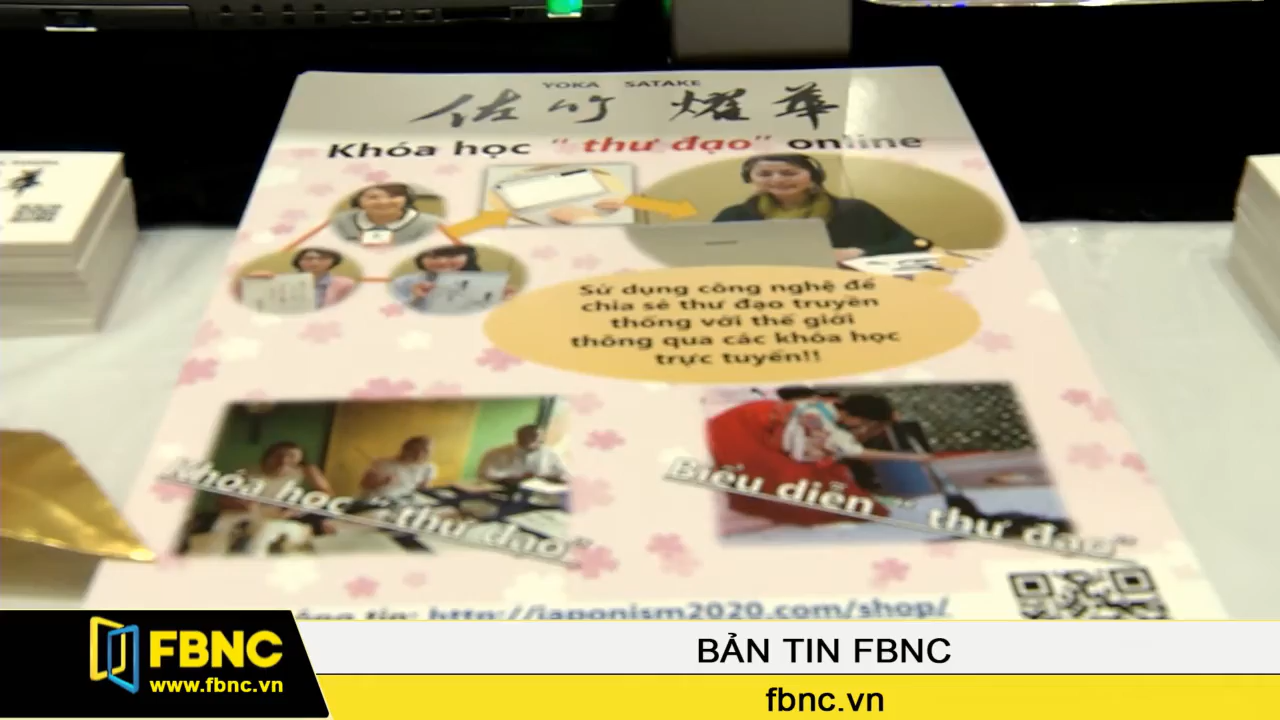 YOKA SATAKE
佐竹 燿華
Khóa học "thư đạo" online
Sử dụng công nghệ để
chia sẻ thư đạo truyền
thống với thế giới
thông qua các khóa học
trực tuyến!!
Khóa học "thư đạo"
Biểu diễn "thư đạo"
tin: http://japonism2020.com/shop/
FBNC
www.fbnc.vn
BẢN TIN FBNC
fbnc.vn